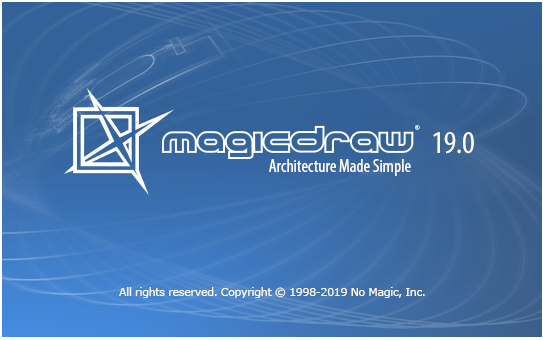 magicdraw® 19.0
Architecture Made Simple
All rights reserved. Copyright © 1998-2019 No Magic, Inc.